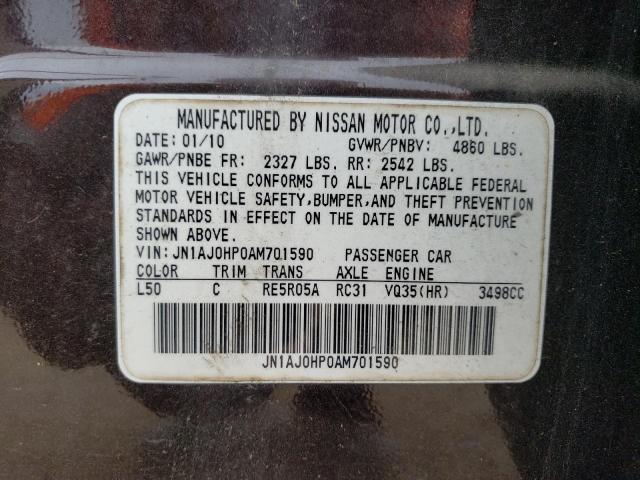 MANUFACTURED BY NISSAN MOTOR CO.,LTD.
DATE: 01/10 GVWR/PNBV: 4860 LBS.
GAWR/PNBE FR: 2327 LBS. RR: 2542 LBS.
THIS VEHICLE CONFORMS TO ALL APPLICABLE FEDERAL
MOTOR VEHICLE SAFETY,BUMPER,AND THEFT PREVENTION
STANDARDS IN EFFECT ON THE DATE OF MANUFACTURE
SHOWN ABOVE.
VIN:JN1AJ0HP0AM701590 PASSENGER CAR
COLOR TRIM TRANS AXLE ENGINE
L50 C RE5R05A RC31 VQ35(HR) 3498CC
JN1AJ0HP0AM701590